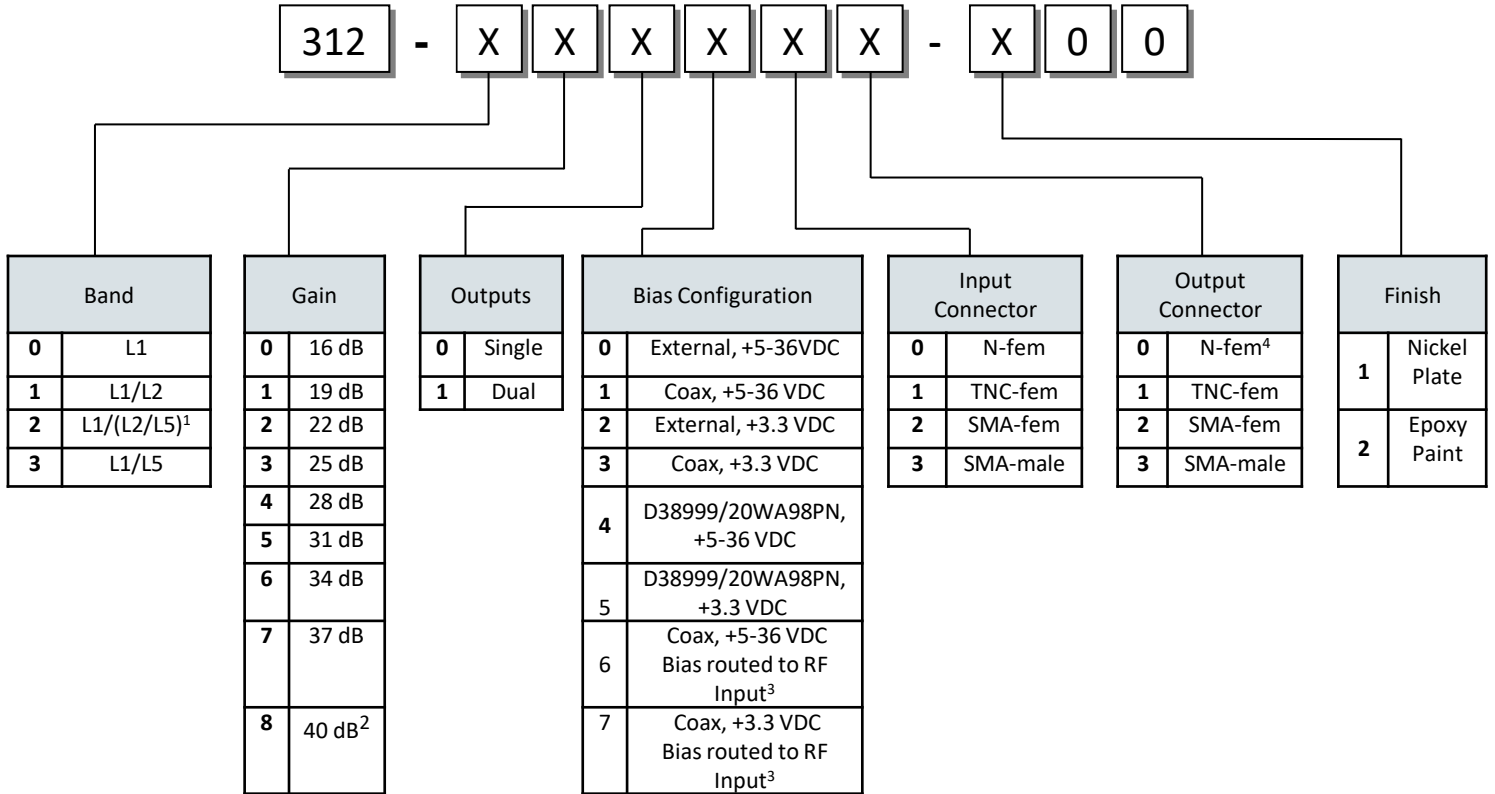 312 - X X X X X X - X 0 0
Band
0 L1
1 L1/L2
2 L1/(L2/L5)¹
3 L1/L5
Gain
0 16 dB
1 19 dB
2 22 dB
3 25 dB
4 28 dB
5 31 dB
6 34 dB
7 37 dB
8 40 dB²
Outputs
0 Single
1 Dual
Bias Configuration
0 External, +5-36VDC
1 Coax, +5-36 VDC
2 External, +3.3 VDC
3 Coax, +3.3 VDC
4 D38999/20WA98PN,
+5-36 VDC
D38999/20WA98PN,
5 +3.3 VDC
Coax, +5-36 VDC
6 Bias routed to RF
Input³
7 Coax, +3.3 VDC
Bias routed to RF
Input³
Input
Connector
0 N-fem
1 TNC-fem
2 SMA-fem
3 SMA-male
Output
Connector
0 N-fem⁴
1 TNC-fem
2 SMA-fem
3 SMA-male
Finish
1 Nickel
Plate
2 Epoxy
Paint